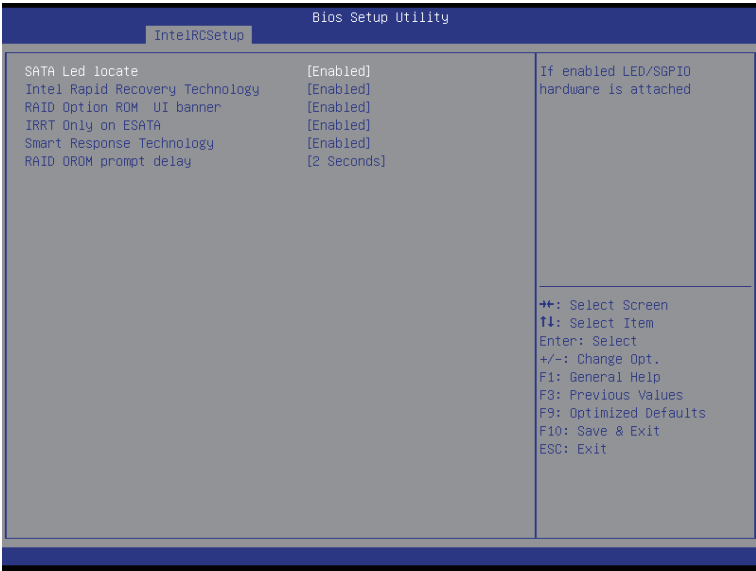 Bios Setup Utility
IntelRCSetup
SATA Led locate [Enabled]
Intel Rapid Recovery Technology [Enabled]
RAID Option ROM UI banner [Enabled]
IRRT Only on ESATA [Enabled]
Smart Response Technology [Enabled]
RAID OROM prompt delay [2 Seconds]
If enabled LED/SGPIO
hardware is attached
→←: Select Screen
↑↓: Select Item
Enter: Select
+/-: Change Opt.
F1: General Help
F3: Previous Values
F9: Optimized Defaults
F10: Save & Exit
ESC: Exit